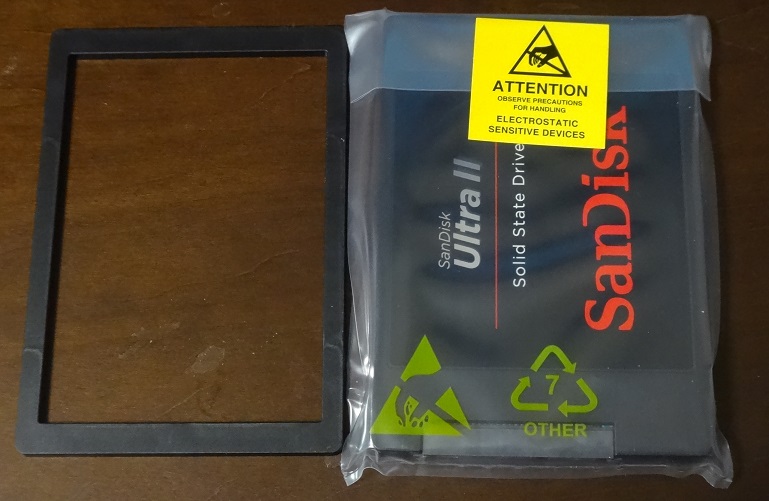 ATTENTION
OBSERVE PRECAUTIONS
FOR HANDLING
ELECTROSTATIC
SENSITIVE DEVICES
SanDisk
Ultra II
Solid State Drive
SanDisk
7
OTHER